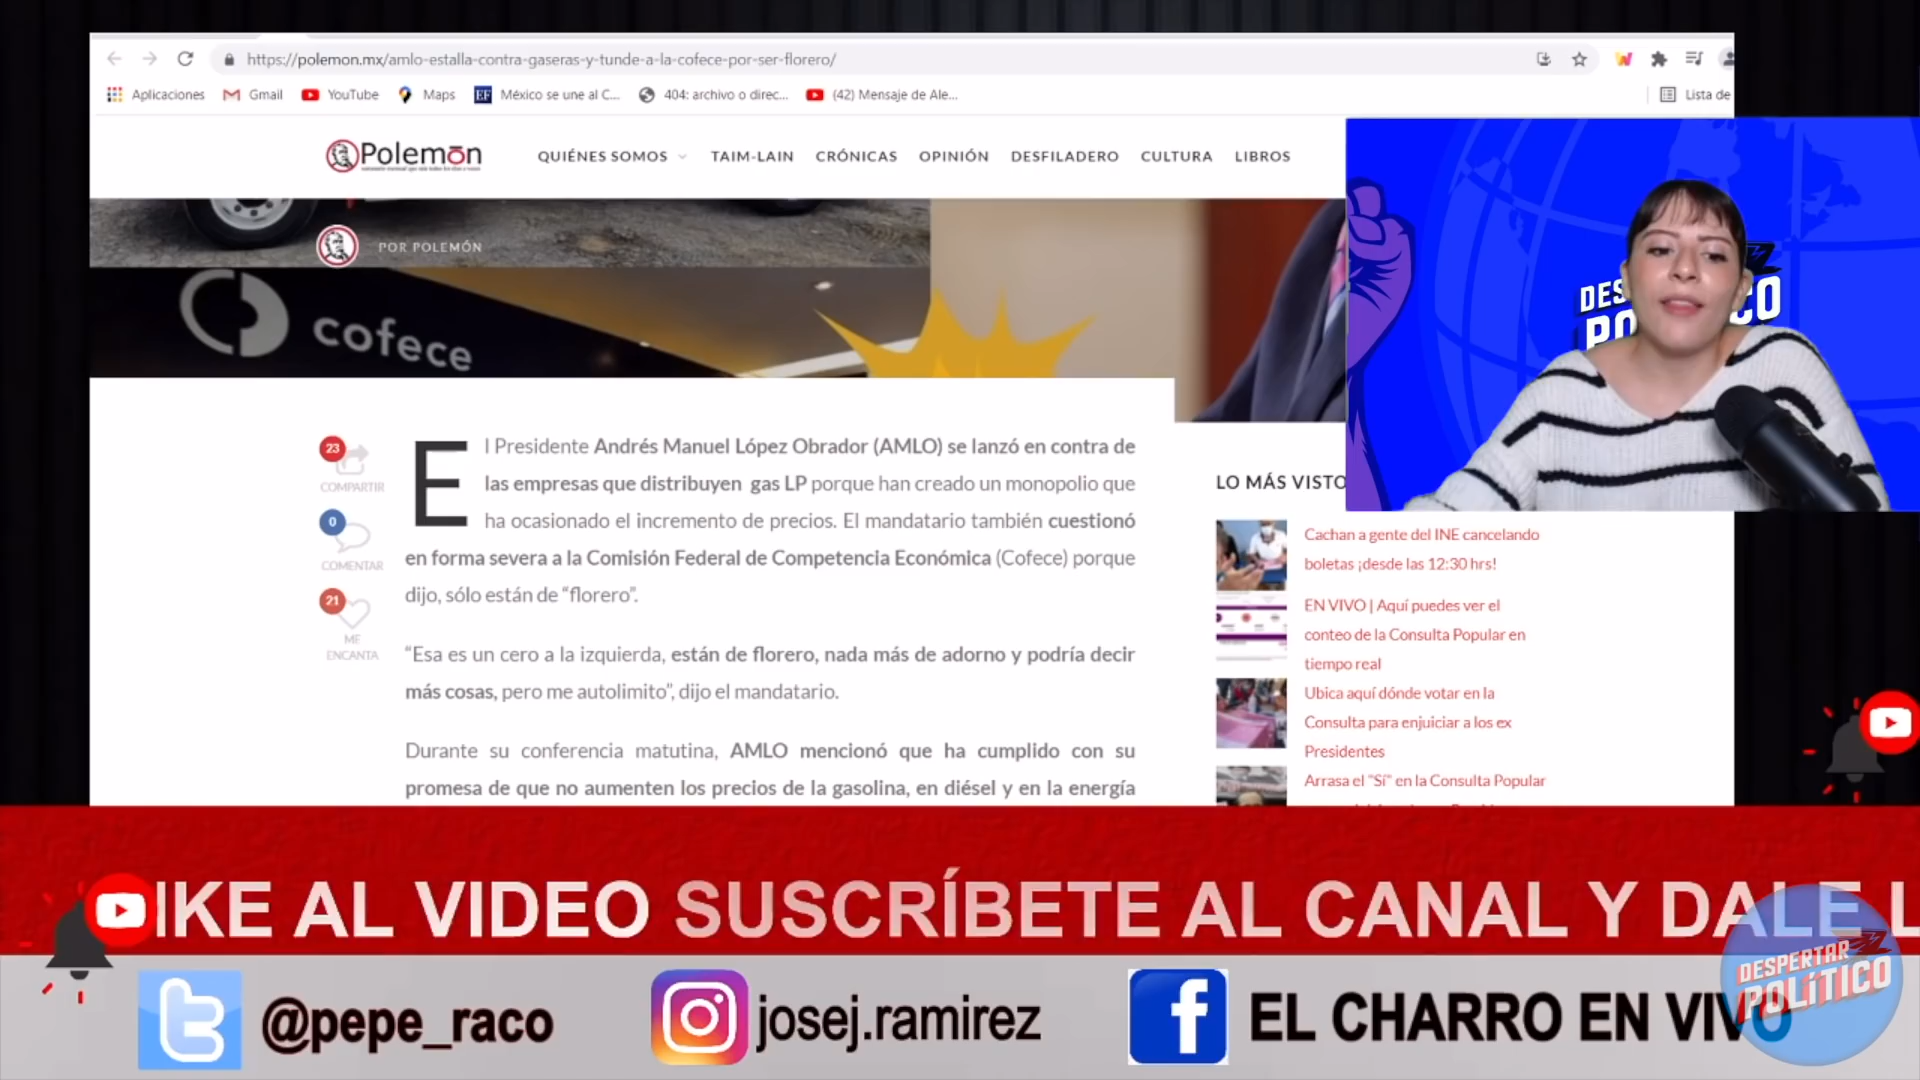 https://polemon.mx/amlo-estalla-contra-gaseras-y-tunde-a-la-cofece-por-ser-florero/
Aplicaciones Gmail YouTube Maps EF México se une al C... 404: archivo o direc... (42) Mensaje de Ale... Lista de
Polemōn QUIÉNES SOMOS TAIM-LAIN CRÓNICAS OPINIÓN DESFILADERO CULTURA LIBROS
POR POLEMÓN
cofece
23
COMPARTIR
0
COMENTAR
21
ME
ENCANTA
El Presidente Andrés Manuel López Obrador (AMLO) se lanzó en contra de
las empresas que distribuyen gas LP porque han creado un monopolio que
ha ocasionado el incremento de precios. El mandatario también cuestionó
en forma severa a la Comisión Federal de Competencia Económica (Cofece) porque
dijo, sólo están de “florero”.
“Esa es un cero a la izquierda, están de florero, nada más de adorno y podría decir
más cosas, pero me autolimito”, dijo el mandatario.
Durante su conferencia matutina, AMLO mencionó que ha cumplido con su
promesa de que no aumenten los precios de la gasolina, en diésel y en la energía
LO MÁS VISTO
Cachan a gente del INE cancelando
boletas ¡desde las 12:30 hrs!
EN VIVO | Aquí puedes ver el
conteo de la Consulta Popular en
tiempo real
Ubica aquí dónde votar en la
Consulta para enjuiciar a los ex
Presidentes
Arrasa el "Sí" en la Consulta Popular
DES
PO CO
IKE AL VIDEO SUSCRÍBETE AL CANAL Y DALE L
@pepe_raco josej.ramirez EL CHARRO EN VIVO
DESPERTAR
POLÍTICO